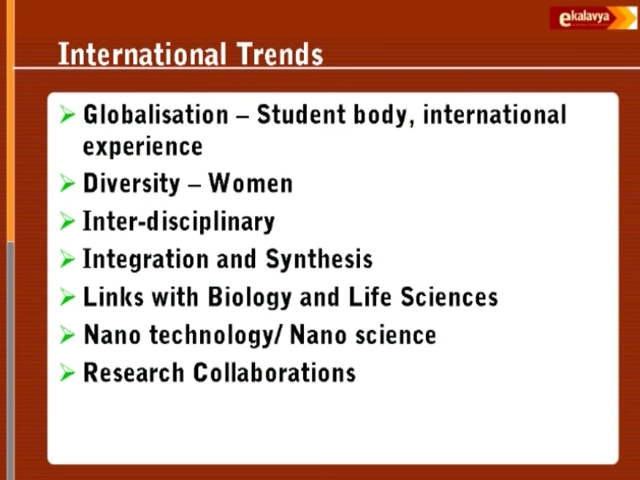 ekalavya
International Trends
Globalisation – Student body, international
experience
Diversity – Women
Inter-disciplinary
Integration and Synthesis
Links with Biology and Life Sciences
Nano technology/ Nano science
Research Collaborations